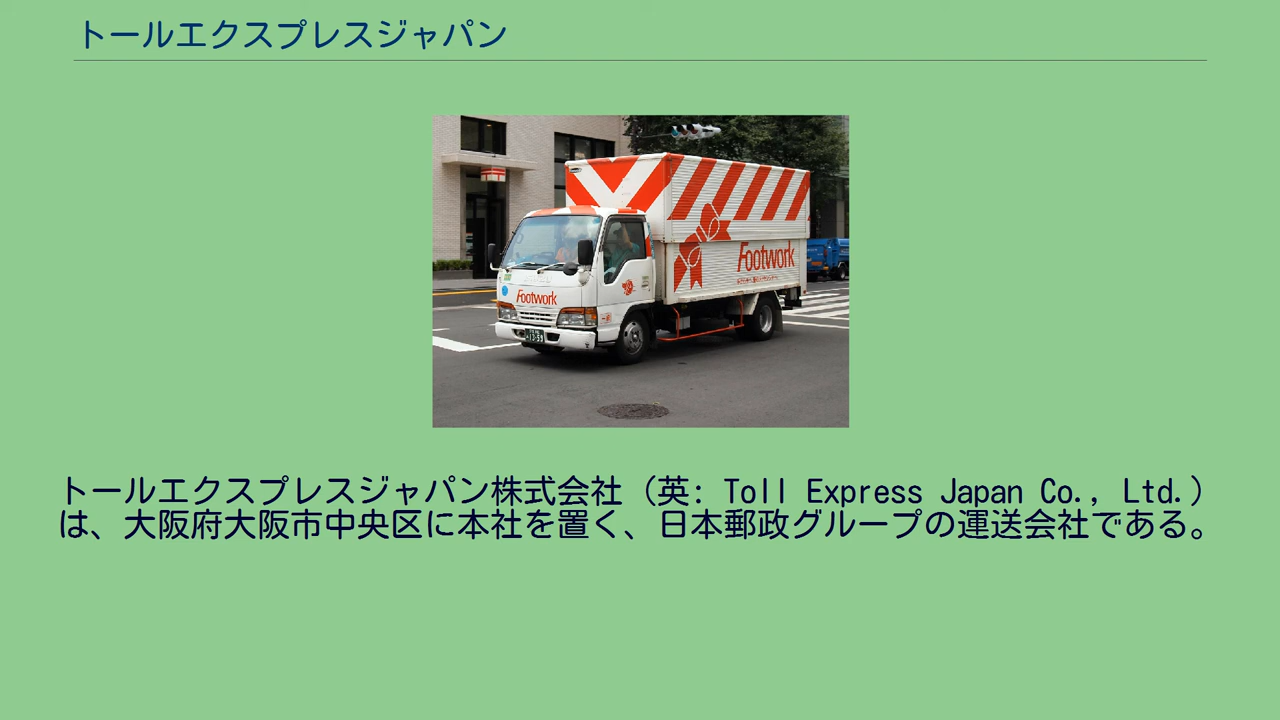 トールエクスプレスジャパン
Footwork
Footwork
13-59
トールエクスプレスジャパン株式会社（英: Toll Express Japan Co., Ltd.）
は、大阪府大阪市中央区に本社を置く、日本郵政グループの運送会社である。